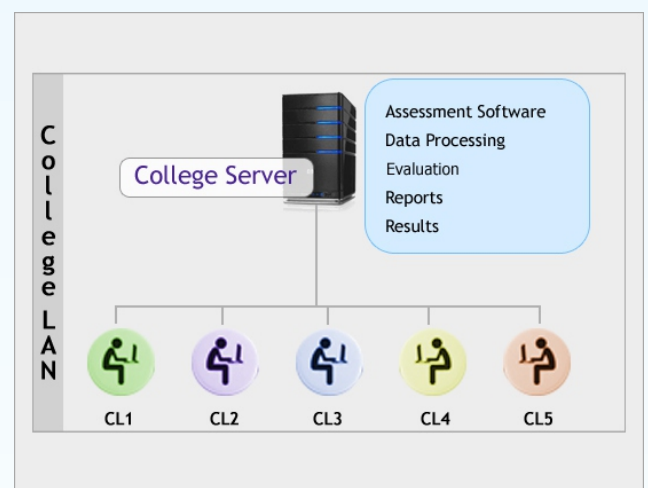 College LAN
College Server
Assessment Software
Data Processing
Evaluation
Reports
Results
CL1
CL2
CL3
CL4
CL5